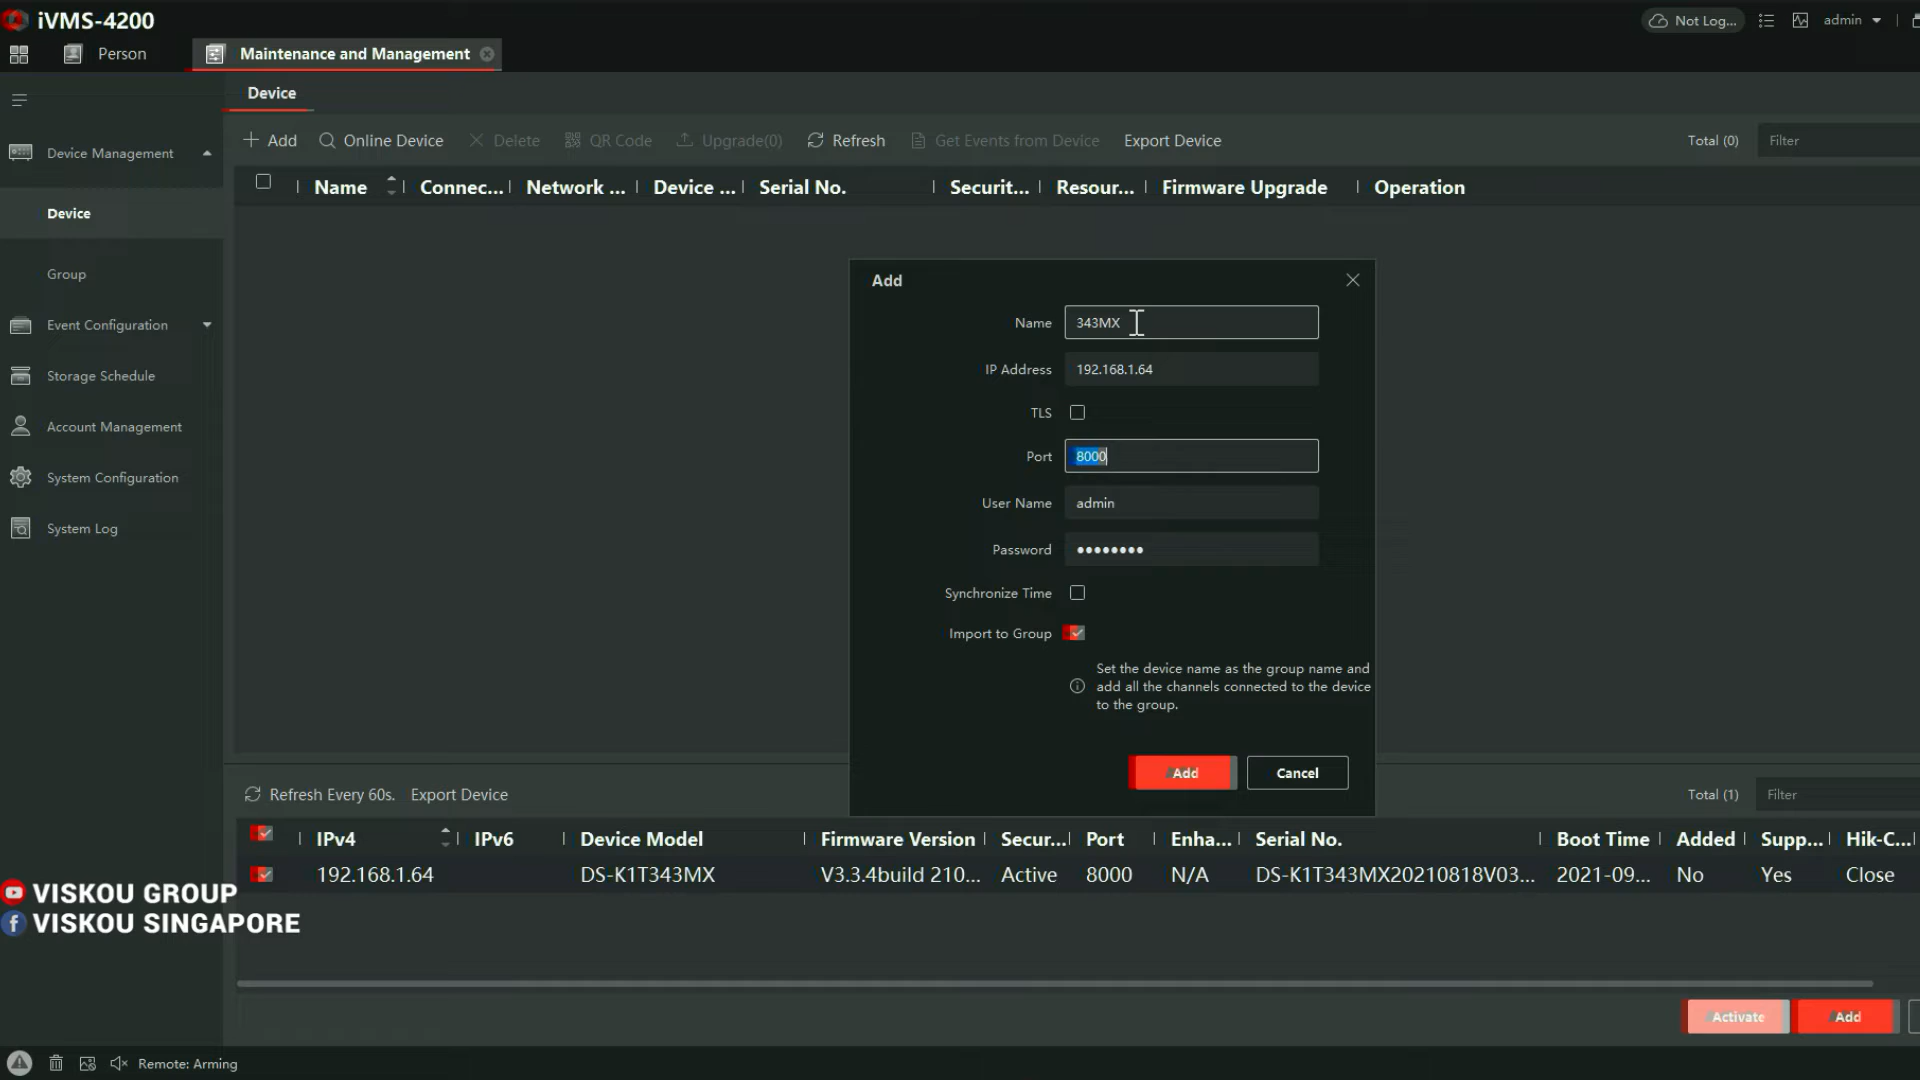 iVMS-4200
Not Log...
admin
Person
Maintenance and Management
Device
Add
Online Device
Delete
QR Code
Upgrade(0)
Refresh
Get Events from Device
Export Device
Total (0)
Filter
Device Management
Name
Connec...
Network ...
Device ...
Serial No.
Securit...
Resour...
Firmware Upgrade
Operation
Device
Group
Event Configuration
Storage Schedule
Account Management
System Configuration
System Log
Add
Name 343MX
IP Address 192.168.1.64
TLS
Port 8000
User Name admin
Password ••••••••
Synchronize Time
Import to Group
Set the device name as the group name and
add all the channels connected to the device
to the group.
Add
Cancel
Refresh Every 60s.
Export Device
Total (1)
Filter
IPv4 IPv6 Device Model Firmware Version Secur... Port Enha... Serial No. Boot Time Added Supp... Hik-C...
192.168.1.64 DS-K1T343MX V3.3.4build 210... Active 8000 N/A DS-K1T343MX20210818V03... 2021-09... No Yes Close
VISKOU GROUP
VISKOU SINGAPORE
Activate
Add
Remote: Arming